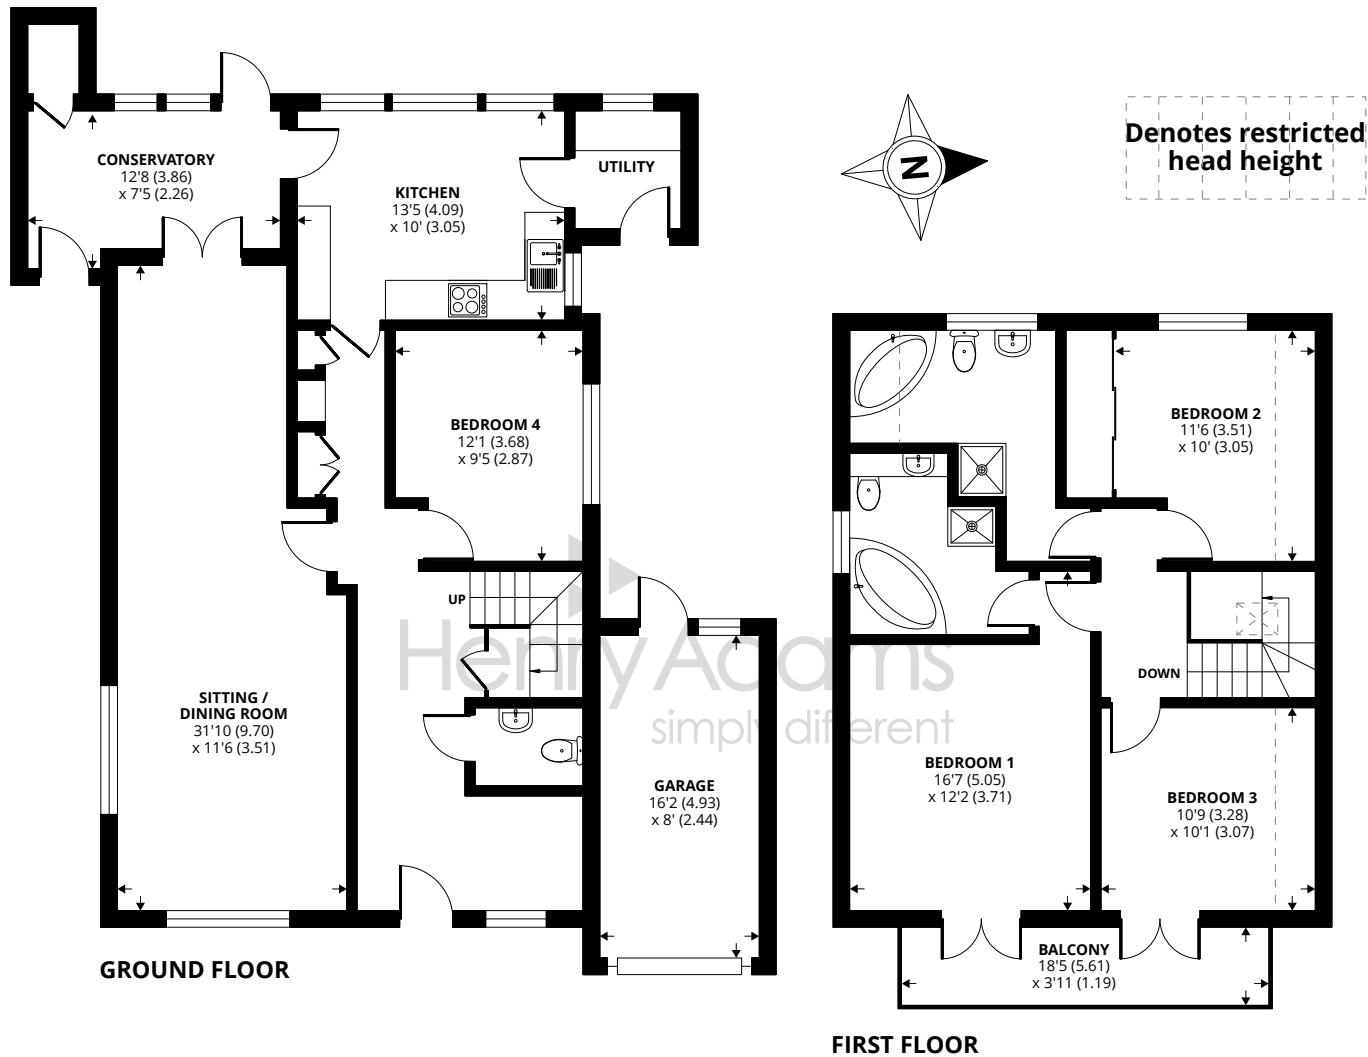 CONSERVATORY
12'8 (3.86)
x 7'5 (2.26)
KITCHEN
13'5 (4.09)
x 10' (3.05)
UTILITY
N
Denotes restricted
head height
BEDROOM 4
12'1 (3.68)
x 9'5 (2.87)
BEDROOM 2
11'6 (3.51)
x 10' (3.05)
UP
Henry Adams
simply different
SITTING /
DINING ROOM
31'10 (9.70)
x 11'6 (3.51)
DOWN
GARAGE
16'2 (4.93)
x 8' (2.44)
BEDROOM 1
16'7 (5.05)
x 12'2 (3.71)
BEDROOM 3
10'9 (3.28)
x 10'1 (3.07)
BALCONY
18'5 (5.61)
x 3'11 (1.19)
GROUND FLOOR
FIRST FLOOR